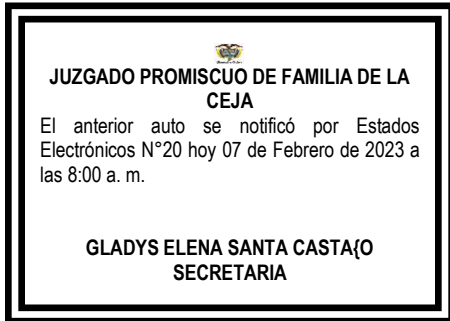 JUZGADO PROMISCUO DE FAMILIA DE LA
CEJA
El anterior auto se notificó por Estados
Electrónicos N°20 hoy 07 de Febrero de 2023 a
las 8:00 a. m.
GLADYS ELENA SANTA CASTA{O
SECRETARIA